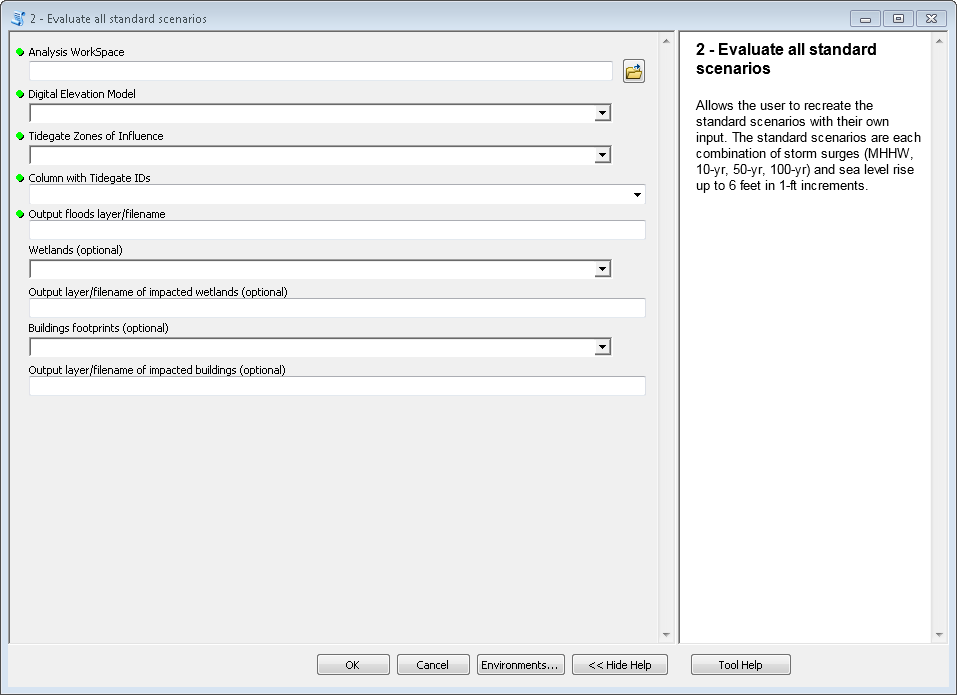 2 - Evaluate all standard scenarios
Analysis WorkSpace
Digital Elevation Model
Tidegate Zones of Influence
Column with Tidegate IDs
Output floods layer/filename
Wetlands (optional)
Output layer/filename of impacted wetlands (optional)
Buildings footprints (optional)
Output layer/filename of impacted buildings (optional)
2 - Evaluate all standard
scenarios
Allows the user to recreate the
standard scenarios with their own
input. The standard scenarios are each
combination of storm surges (MHHW,
10-yr, 50-yr, 100-yr) and sea level rise
up to 6 feet in 1-ft increments.
OK
Cancel
Environments...
<< Hide Help
Tool Help